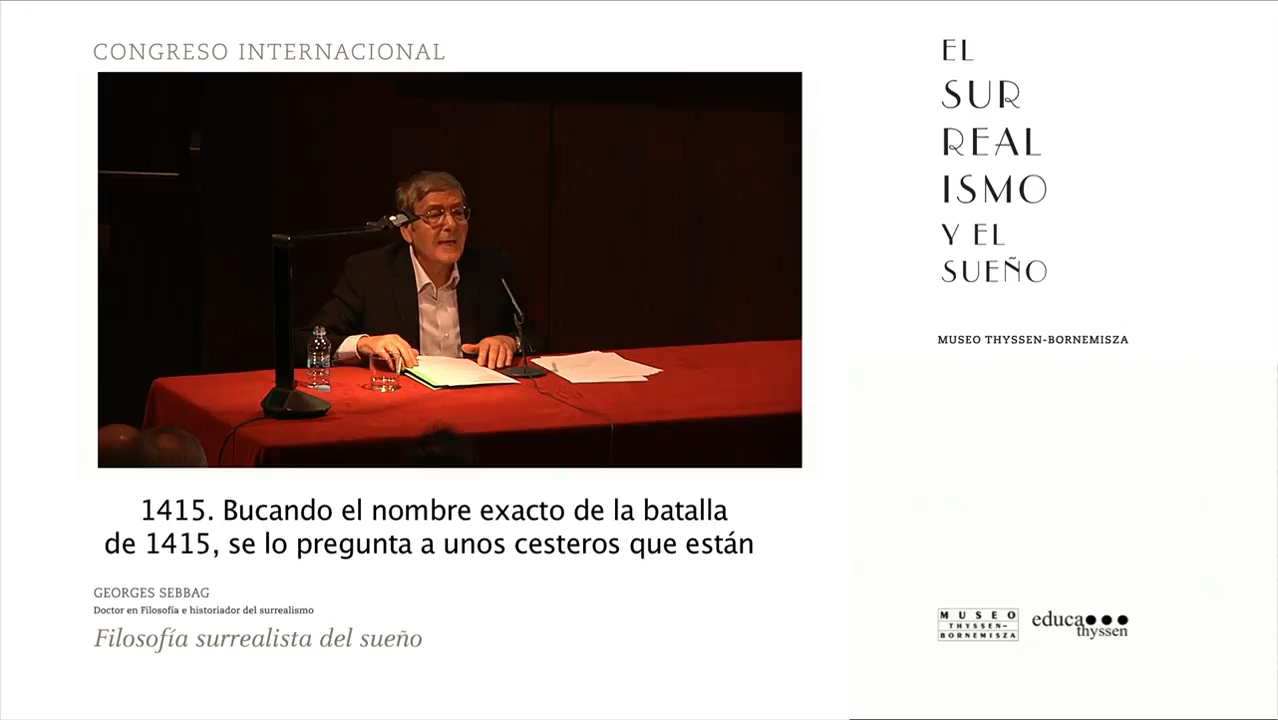 CONGRESO INTERNACIONAL
EL
SUR
REAL
ISMO
Y EL
SUEÑO
MUSEO THYSSEN-BORNEMISZA
1415. Bucando el nombre exacto de la batalla
de 1415, se lo pregunta a unos cesteros que están
GEORGES SEBBAG
Doctor en Filosofía e historiador del surrealismo
Filosofía surrealista del sueño
MUSEO
THYSSEN-
BORNEMISZA
educa
thyssen